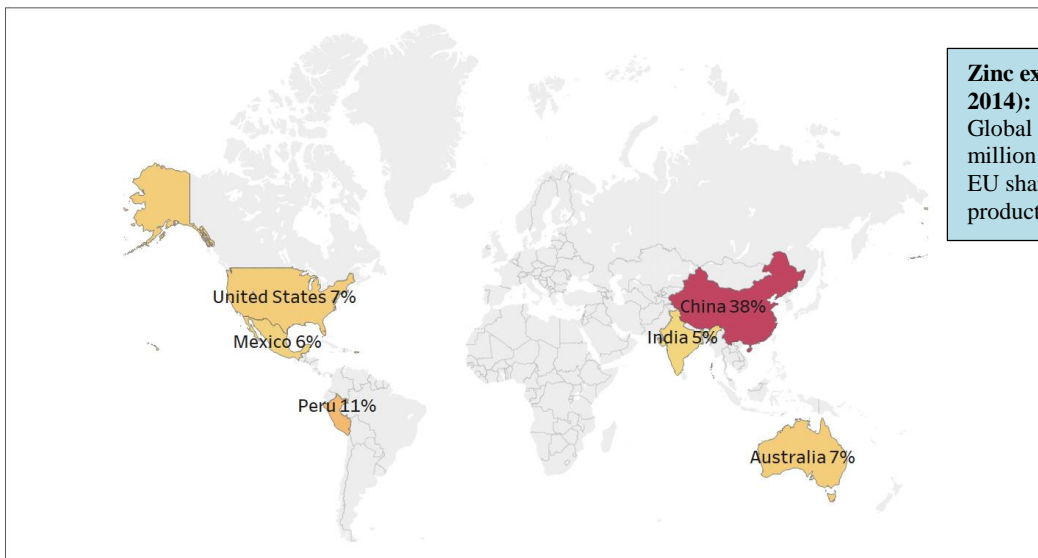 Zinc ex
2014):
Global
million
EU shar
product
United States 7%
China 38%
India 5%
Mexico 6%
Peru 11%
Australia 7%